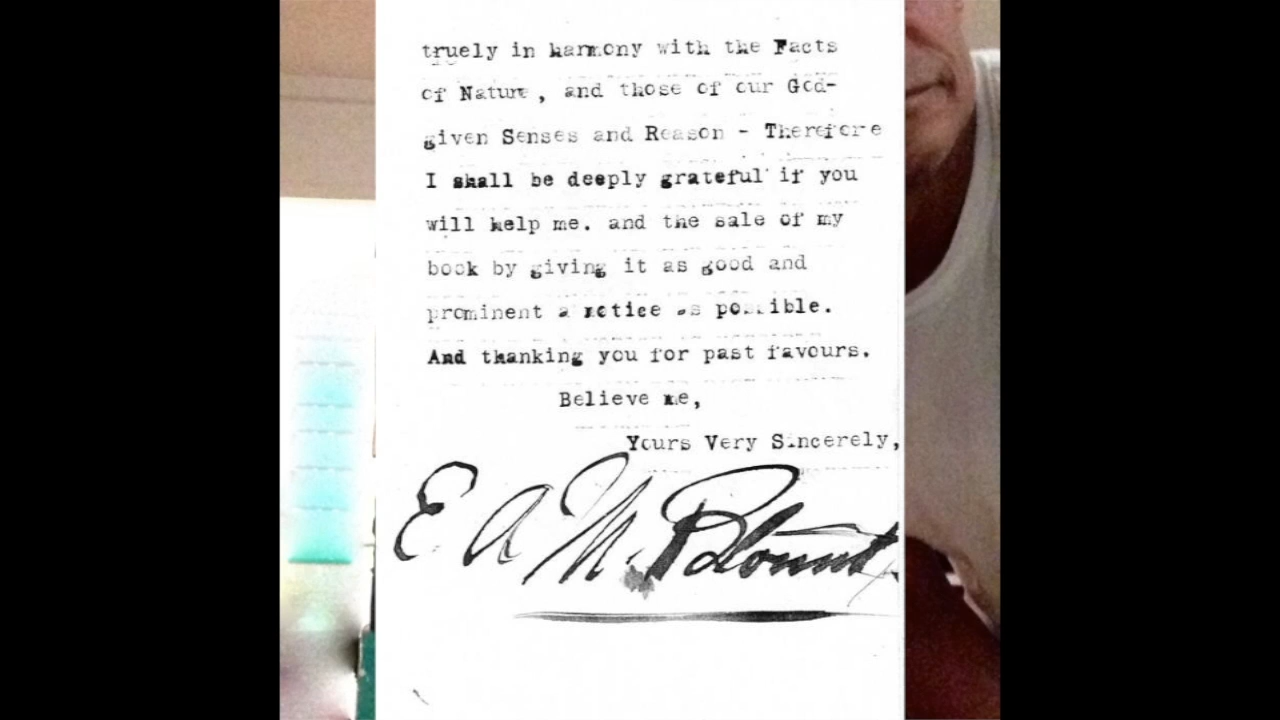 truely in harmony with the Facts
of Nature, and those of our God-
given Senses and Reason - Therefore
I shall be deeply grateful if you
will help me. and the sale of my
book by giving it as good and
prominent a notice as possible.
And thanking you for past favours.
Believe me,
Yours Very Sincerely,
E A M. Blount.